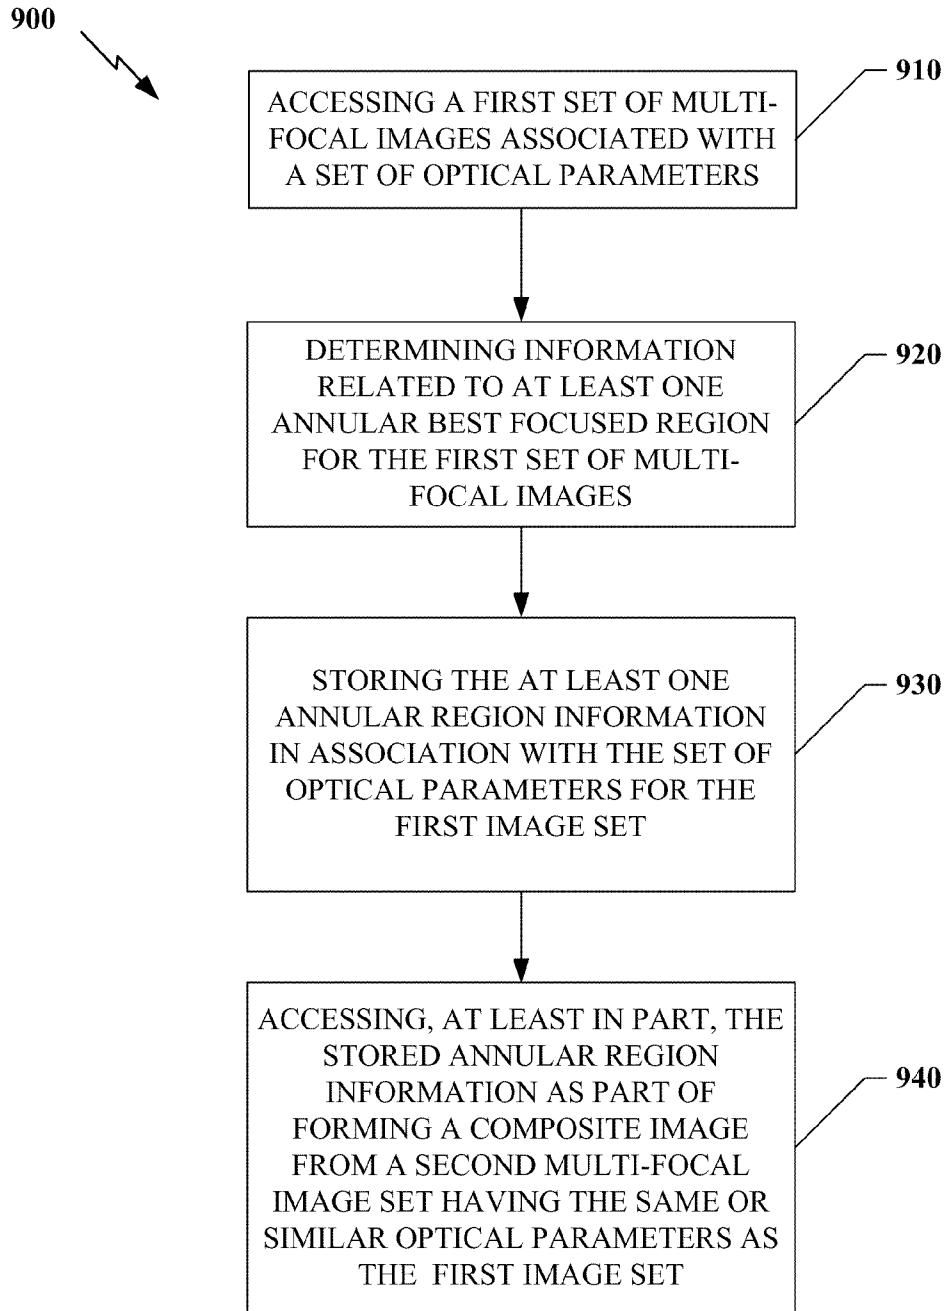 900
910
ACCESSING A FIRST SET OF MULTI-
FOCAL IMAGES ASSOCIATED WITH
A SET OF OPTICAL PARAMETERS
920
DETERMINING INFORMATION
RELATED TO AT LEAST ONE
ANNULAR BEST FOCUSED REGION
FOR THE FIRST SET OF MULTI-
FOCAL IMAGES
930
STORING THE AT LEAST ONE
ANNULAR REGION INFORMATION
IN ASSOCIATION WITH THE SET OF
OPTICAL PARAMETERS FOR THE
FIRST IMAGE SET
940
ACCESSING, AT LEAST IN PART, THE
STORED ANNULAR REGION
INFORMATION AS PART OF
FORMING A COMPOSITE IMAGE
FROM A SECOND MULTI-FOCAL
IMAGE SET HAVING THE SAME OR
SIMILAR OPTICAL PARAMETERS AS
THE FIRST IMAGE SET